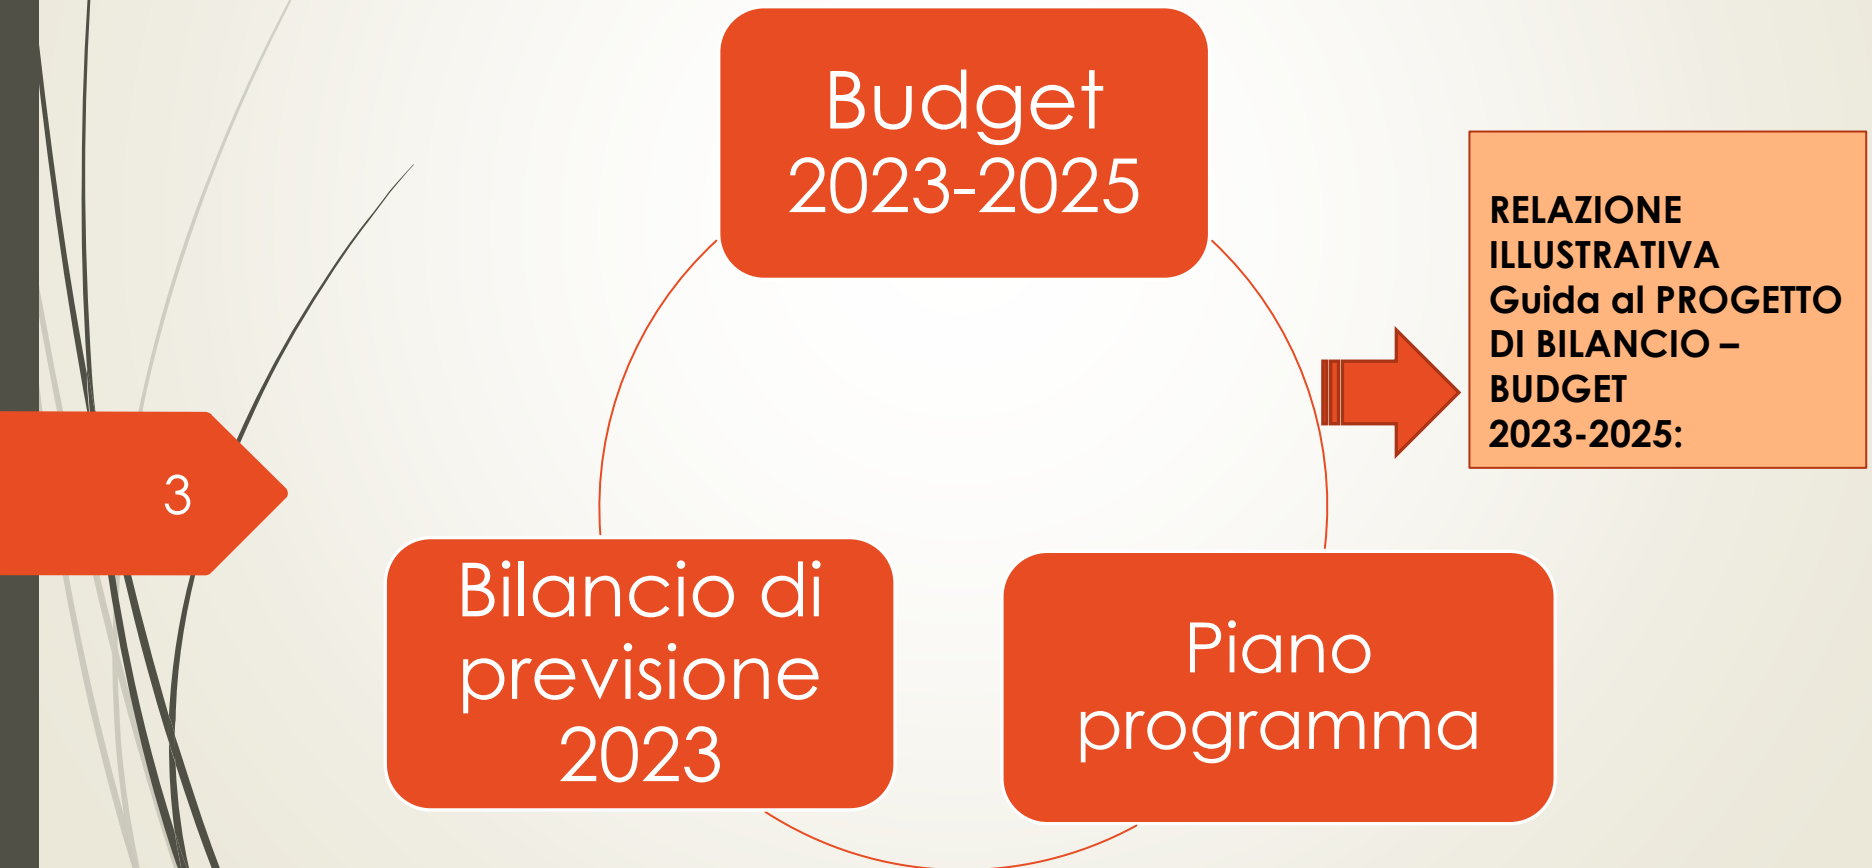 Budget
2023-2025
RELAZIONE
ILLUSTRATIVA
Guida al PROGETTO
DI BILANCIO –
BUDGET
2023-2025:
3
Bilancio di
previsione
2023
Piano
programma